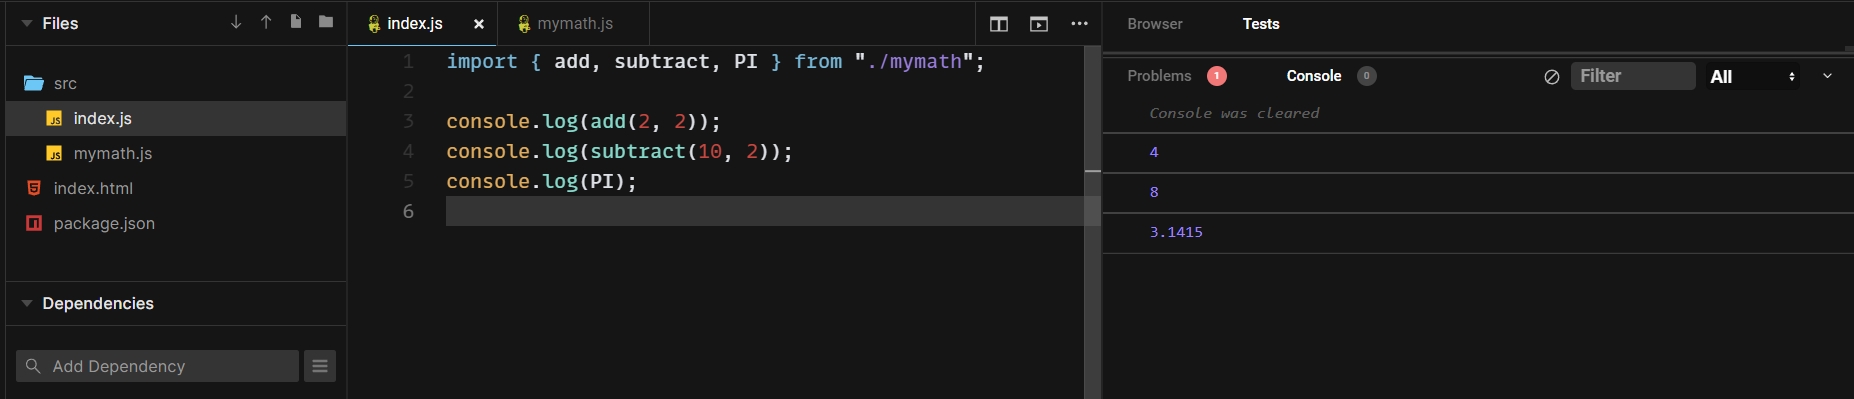 Files
src
index.js
mymath.js
index.html
package.json
Dependencies
Add Dependency
index.js
mymath.js
1 import { add, subtract, PI } from "./mymath";
2
3 console.log(add(2, 2));
4 console.log(subtract(10, 2));
5 console.log(PI);
6
Browser Tests
Problems 1 Console 0 Filter All
Console was cleared
4
8
3.1415